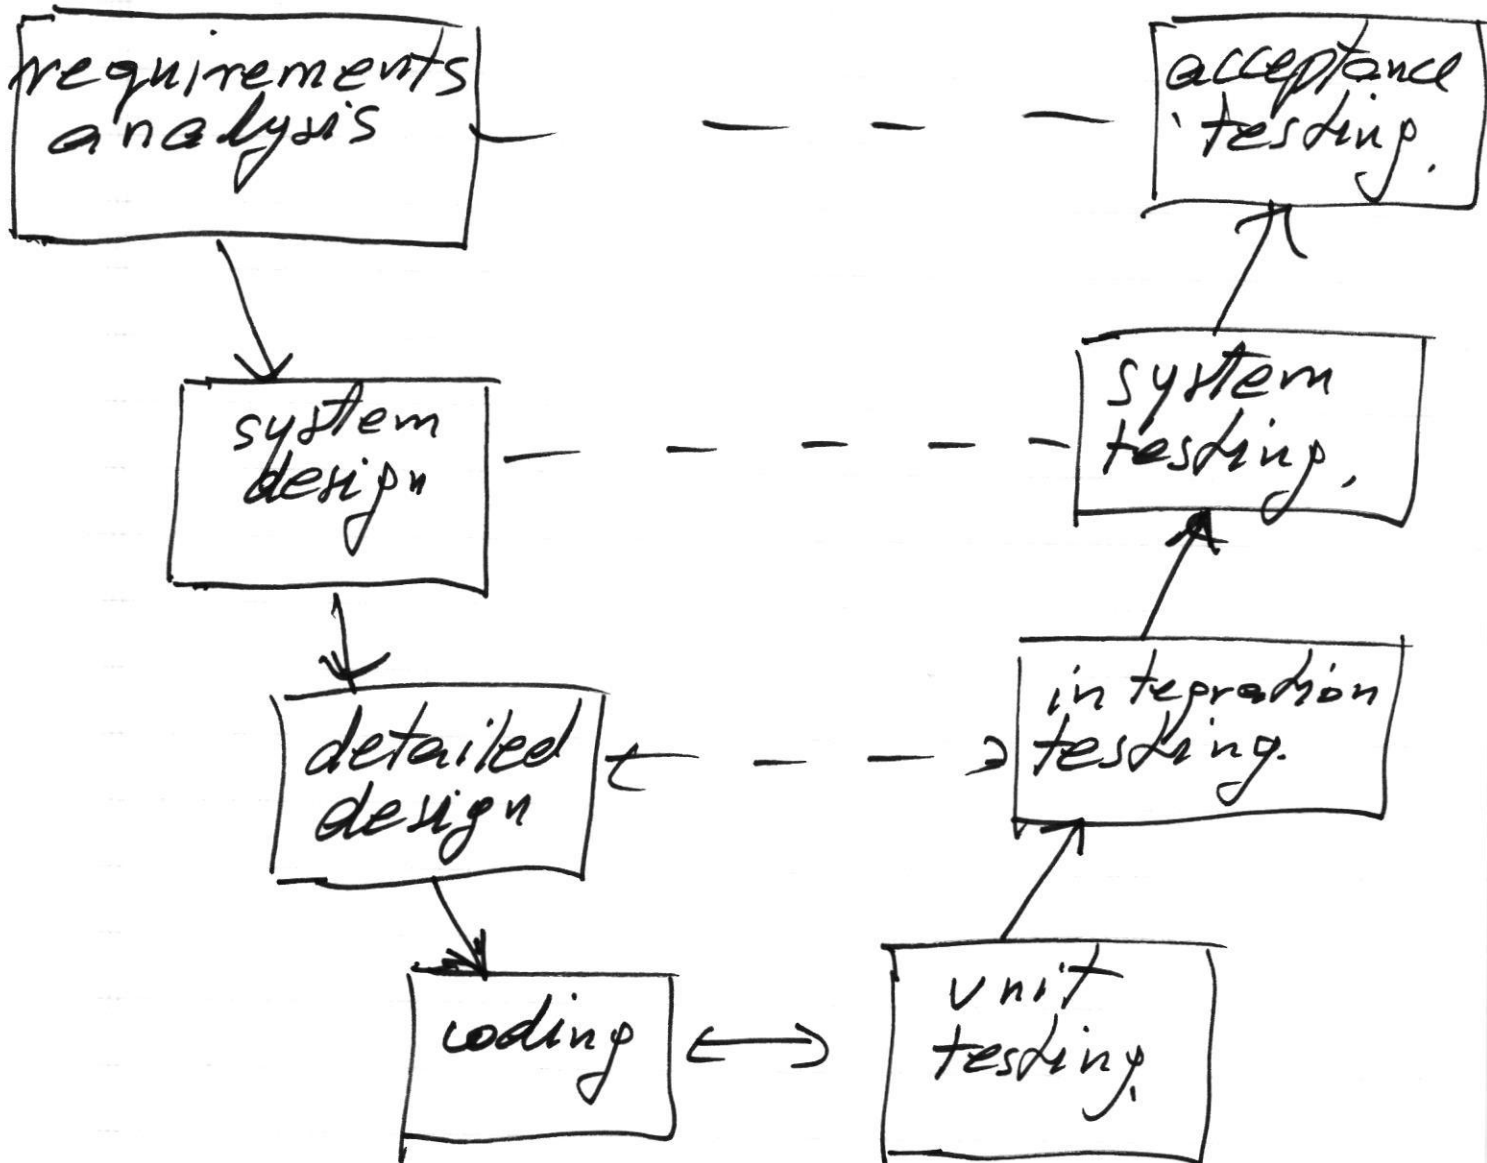 requirements
analysis
acceptance
testing.
system
design
system
testing.
detailed
design
integration
testing.
coding
unit
testing.